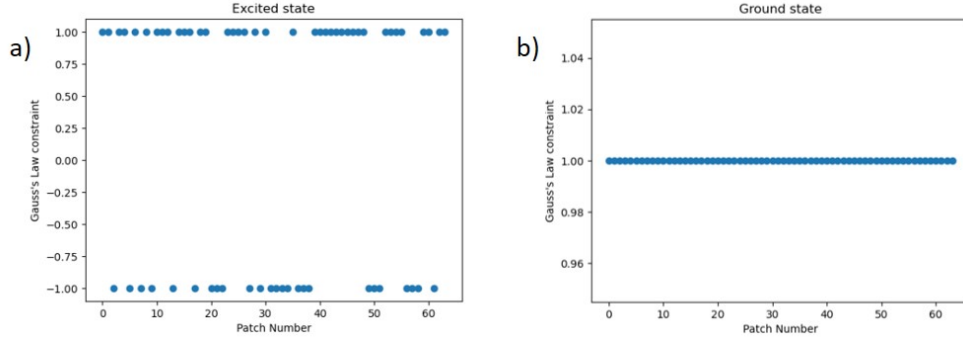 a)
Excited state
Gauss's Law constraint
1.00
0.75
0.50
0.25
0.00
−0.25
−0.50
−0.75
−1.00
0 10 20 30 40 50 60
Patch Number
b)
Ground state
Gauss's Law constraint
1.04
1.02
1.00
0.98
0.96
0 10 20 30 40 50 60
Patch Number